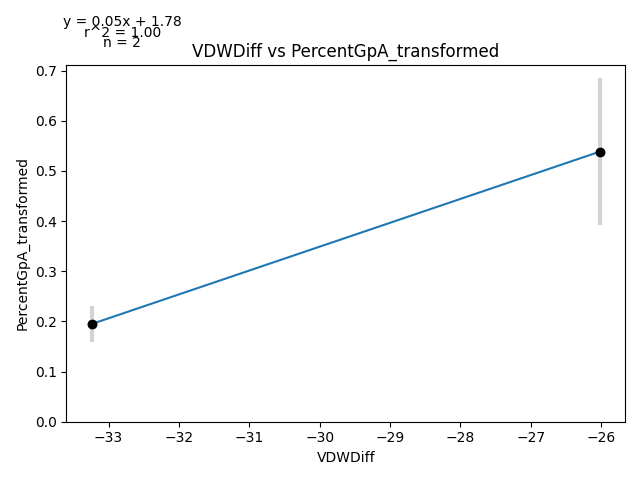 y = 0.05x + 1.78
r^2 = 1.00
n = 2
VDWDiff vs PercentGpA_transformed
PercentGpA_transformed
0.7
0.6
0.5
0.4
0.3
0.2
0.1
0.0
−33
−32
−31
−30
−29
−28
−27
−26
VDWDiff